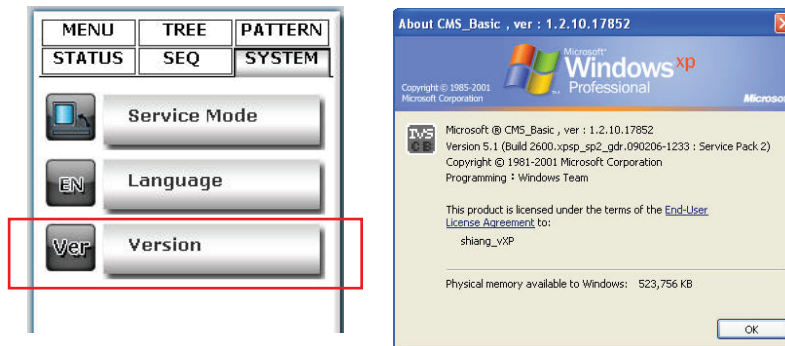 MENU TREE PATTERN
STATUS SEQ SYSTEM
Service Mode
EN Language
Ver Version
About CMS_Basic , ver : 1.2.10.17852
Microsoft®
Windows xp
Professional
Copyright © 1985-2001
Microsoft Corporation
Microsoft
IVS
CB
Microsoft ® CMS_Basic , ver : 1.2.10.17852
Version 5.1 (Build 2600.xpsp_sp2_gdr.090206-1233 : Service Pack 2)
Copyright © 1981-2001 Microsoft Corporation
Programming : Windows Team
This product is licensed under the terms of the End-User
License Agreement to:
shiang_vXP
Physical memory available to Windows: 523,756 KB
OK